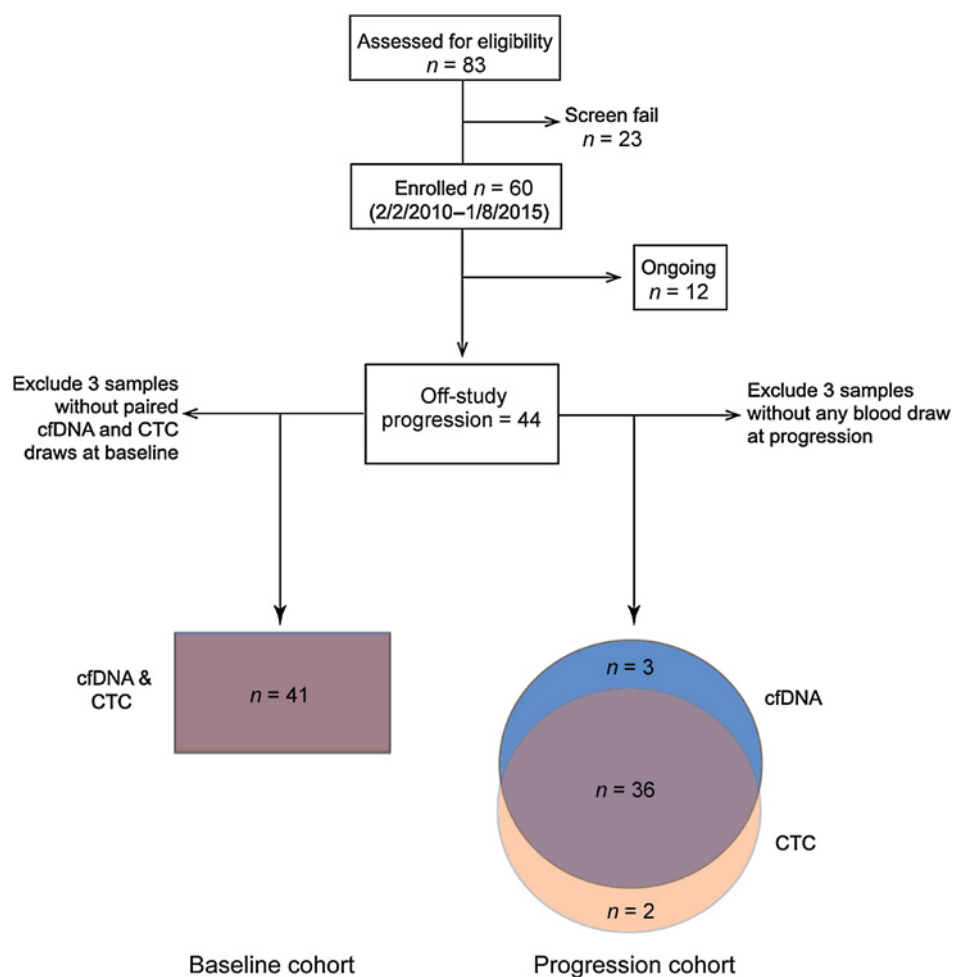 Assessed for eligibility
n = 83
Screen fail
n = 23
Enrolled n = 60
(2/2/2010–1/8/2015)
Ongoing
n = 12
Off-study
progression = 44
Exclude 3 samples
without paired
cfDNA and CTC
draws at baseline
Exclude 3 samples
without any blood draw
at progression
cfDNA &
CTC
n = 41
n = 3
cfDNA
n = 36
CTC
n = 2
Baseline cohort
Progression cohort